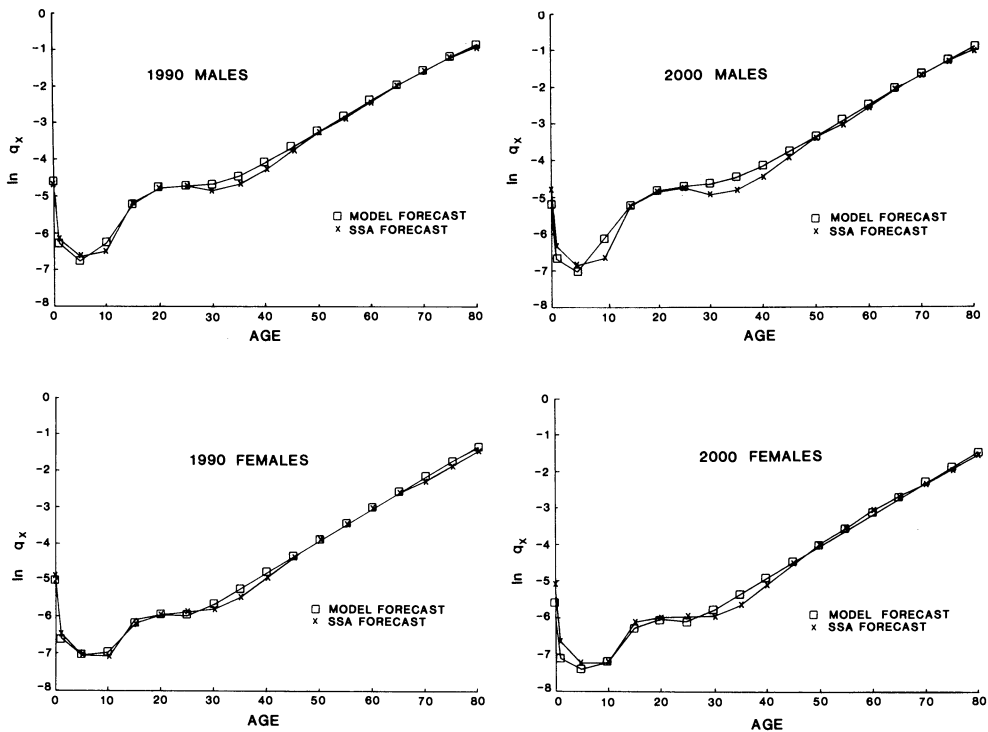 0
-1
-2
-3
-4
-5
-6
-7
-8
ln qx
1990 MALES
MODEL FORECAST
SSA FORECAST
0 10 20 30 40 50 60 70 80
AGE
0
-1
-2
-3
-4
-5
-6
-7
-8
ln qx
2000 MALES
MODEL FORECAST
SSA FORECAST
0 10 20 30 40 50 60 70 80
AGE
0
-1
-2
-3
-4
-5
-6
-7
-8
ln qx
1990 FEMALES
MODEL FORECAST
SSA FORECAST
0 10 20 30 40 50 60 70 80
AGE
0
-1
-2
-3
-4
-5
-6
-7
-8
ln qx
2000 FEMALES
MODEL FORECAST
SSA FORECAST
0 10 20 30 40 50 60 70 80
AGE